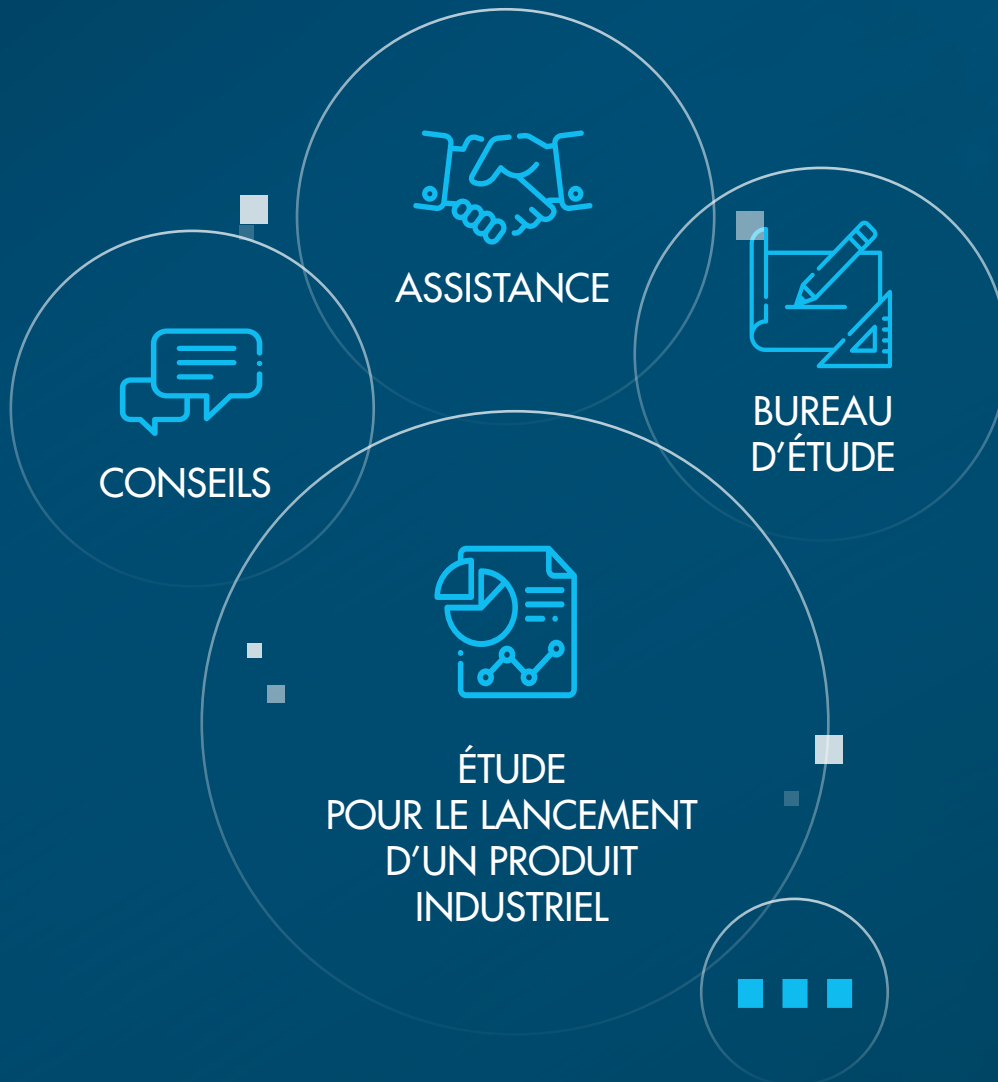 ASSISTANCE
BUREAU
D’ÉTUDE
CONSEILS
ÉTUDE
POUR LE LANCEMENT
D’UN PRODUIT
INDUSTRIEL